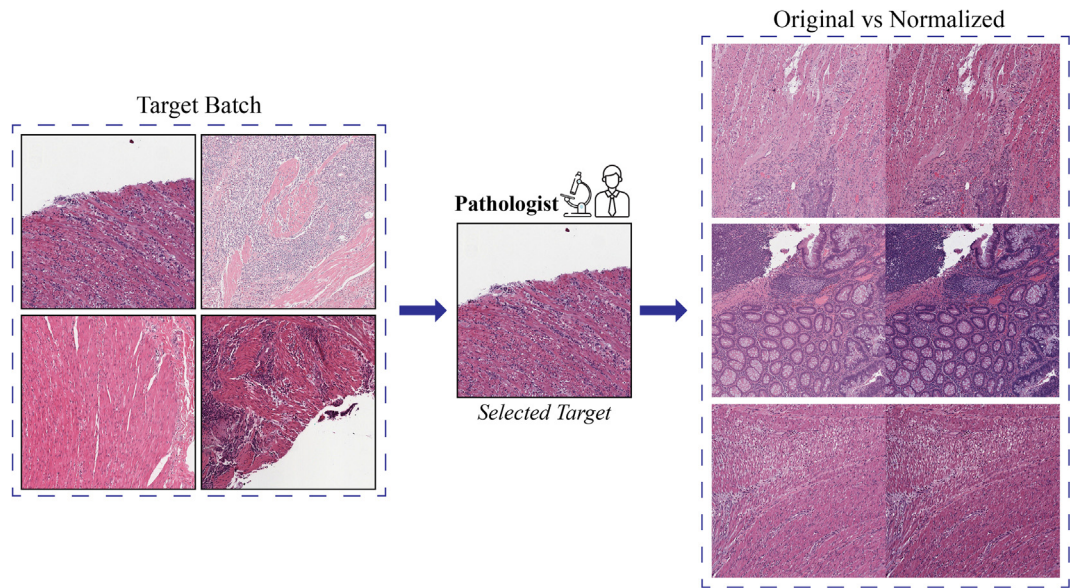 Original vs Normalized
Target Batch
Pathologist
Selected Target